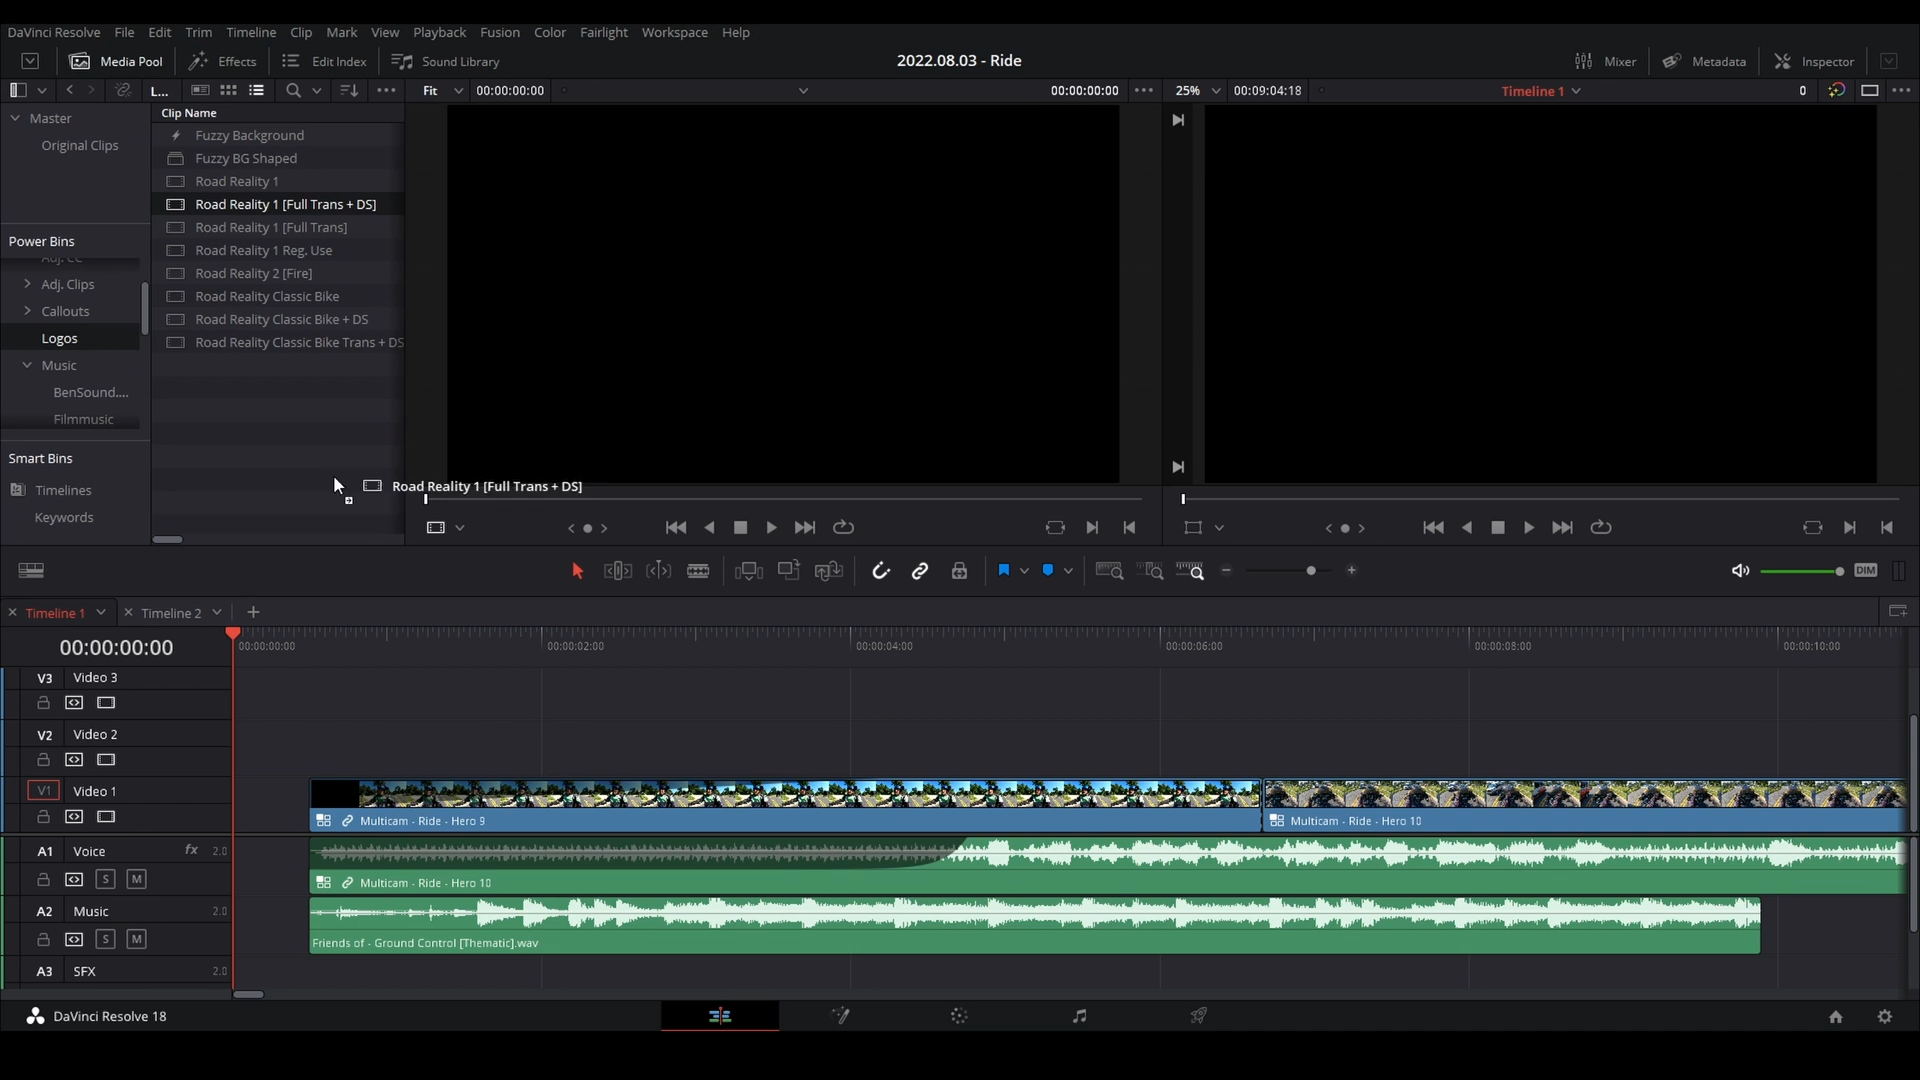 DaVinci Resolve File Edit Trim Timeline Clip Mark View Playback Fusion Color Fairlight Workspace Help
Media Pool Effects Edit Index Sound Library 2022.08.03 - Ride Mixer Metadata Inspector
L... Fit 00:00:00:00 00:00:00:00 25% 00:09:04:18 Timeline 1 0
Clip Name
Master
Original Clips
Power Bins
Adj. CC
Adj. Clips
Callouts
Logos
Music
BenSound....
Filmmusic
Smart Bins
Timelines
Keywords
Fuzzy Background
Fuzzy BG Shaped
Road Reality 1
Road Reality 1 [Full Trans + DS]
Road Reality 1 [Full Trans]
Road Reality 1 Reg. Use
Road Reality 2 [Fire]
Road Reality Classic Bike
Road Reality Classic Bike + DS
Road Reality Classic Bike Trans + DS
Road Reality 1 [Full Trans + DS]
DIM
Timeline 1 Timeline 2
00:00:00:00 00:00:00:00 00:00:02:00 00:00:04:00 00:00:06:00 00:00:08:00 00:00:10:00
V3 Video 3
V2 Video 2
V1 Video 1
Multicam - Ride - Hero 9 Multicam - Ride - Hero 10
A1 Voice fx 2.0
S M Multicam - Ride - Hero 10
A2 Music 2.0
S M Friends of - Ground Control [Thematic].wav
A3 SFX 2.0
DaVinci Resolve 18